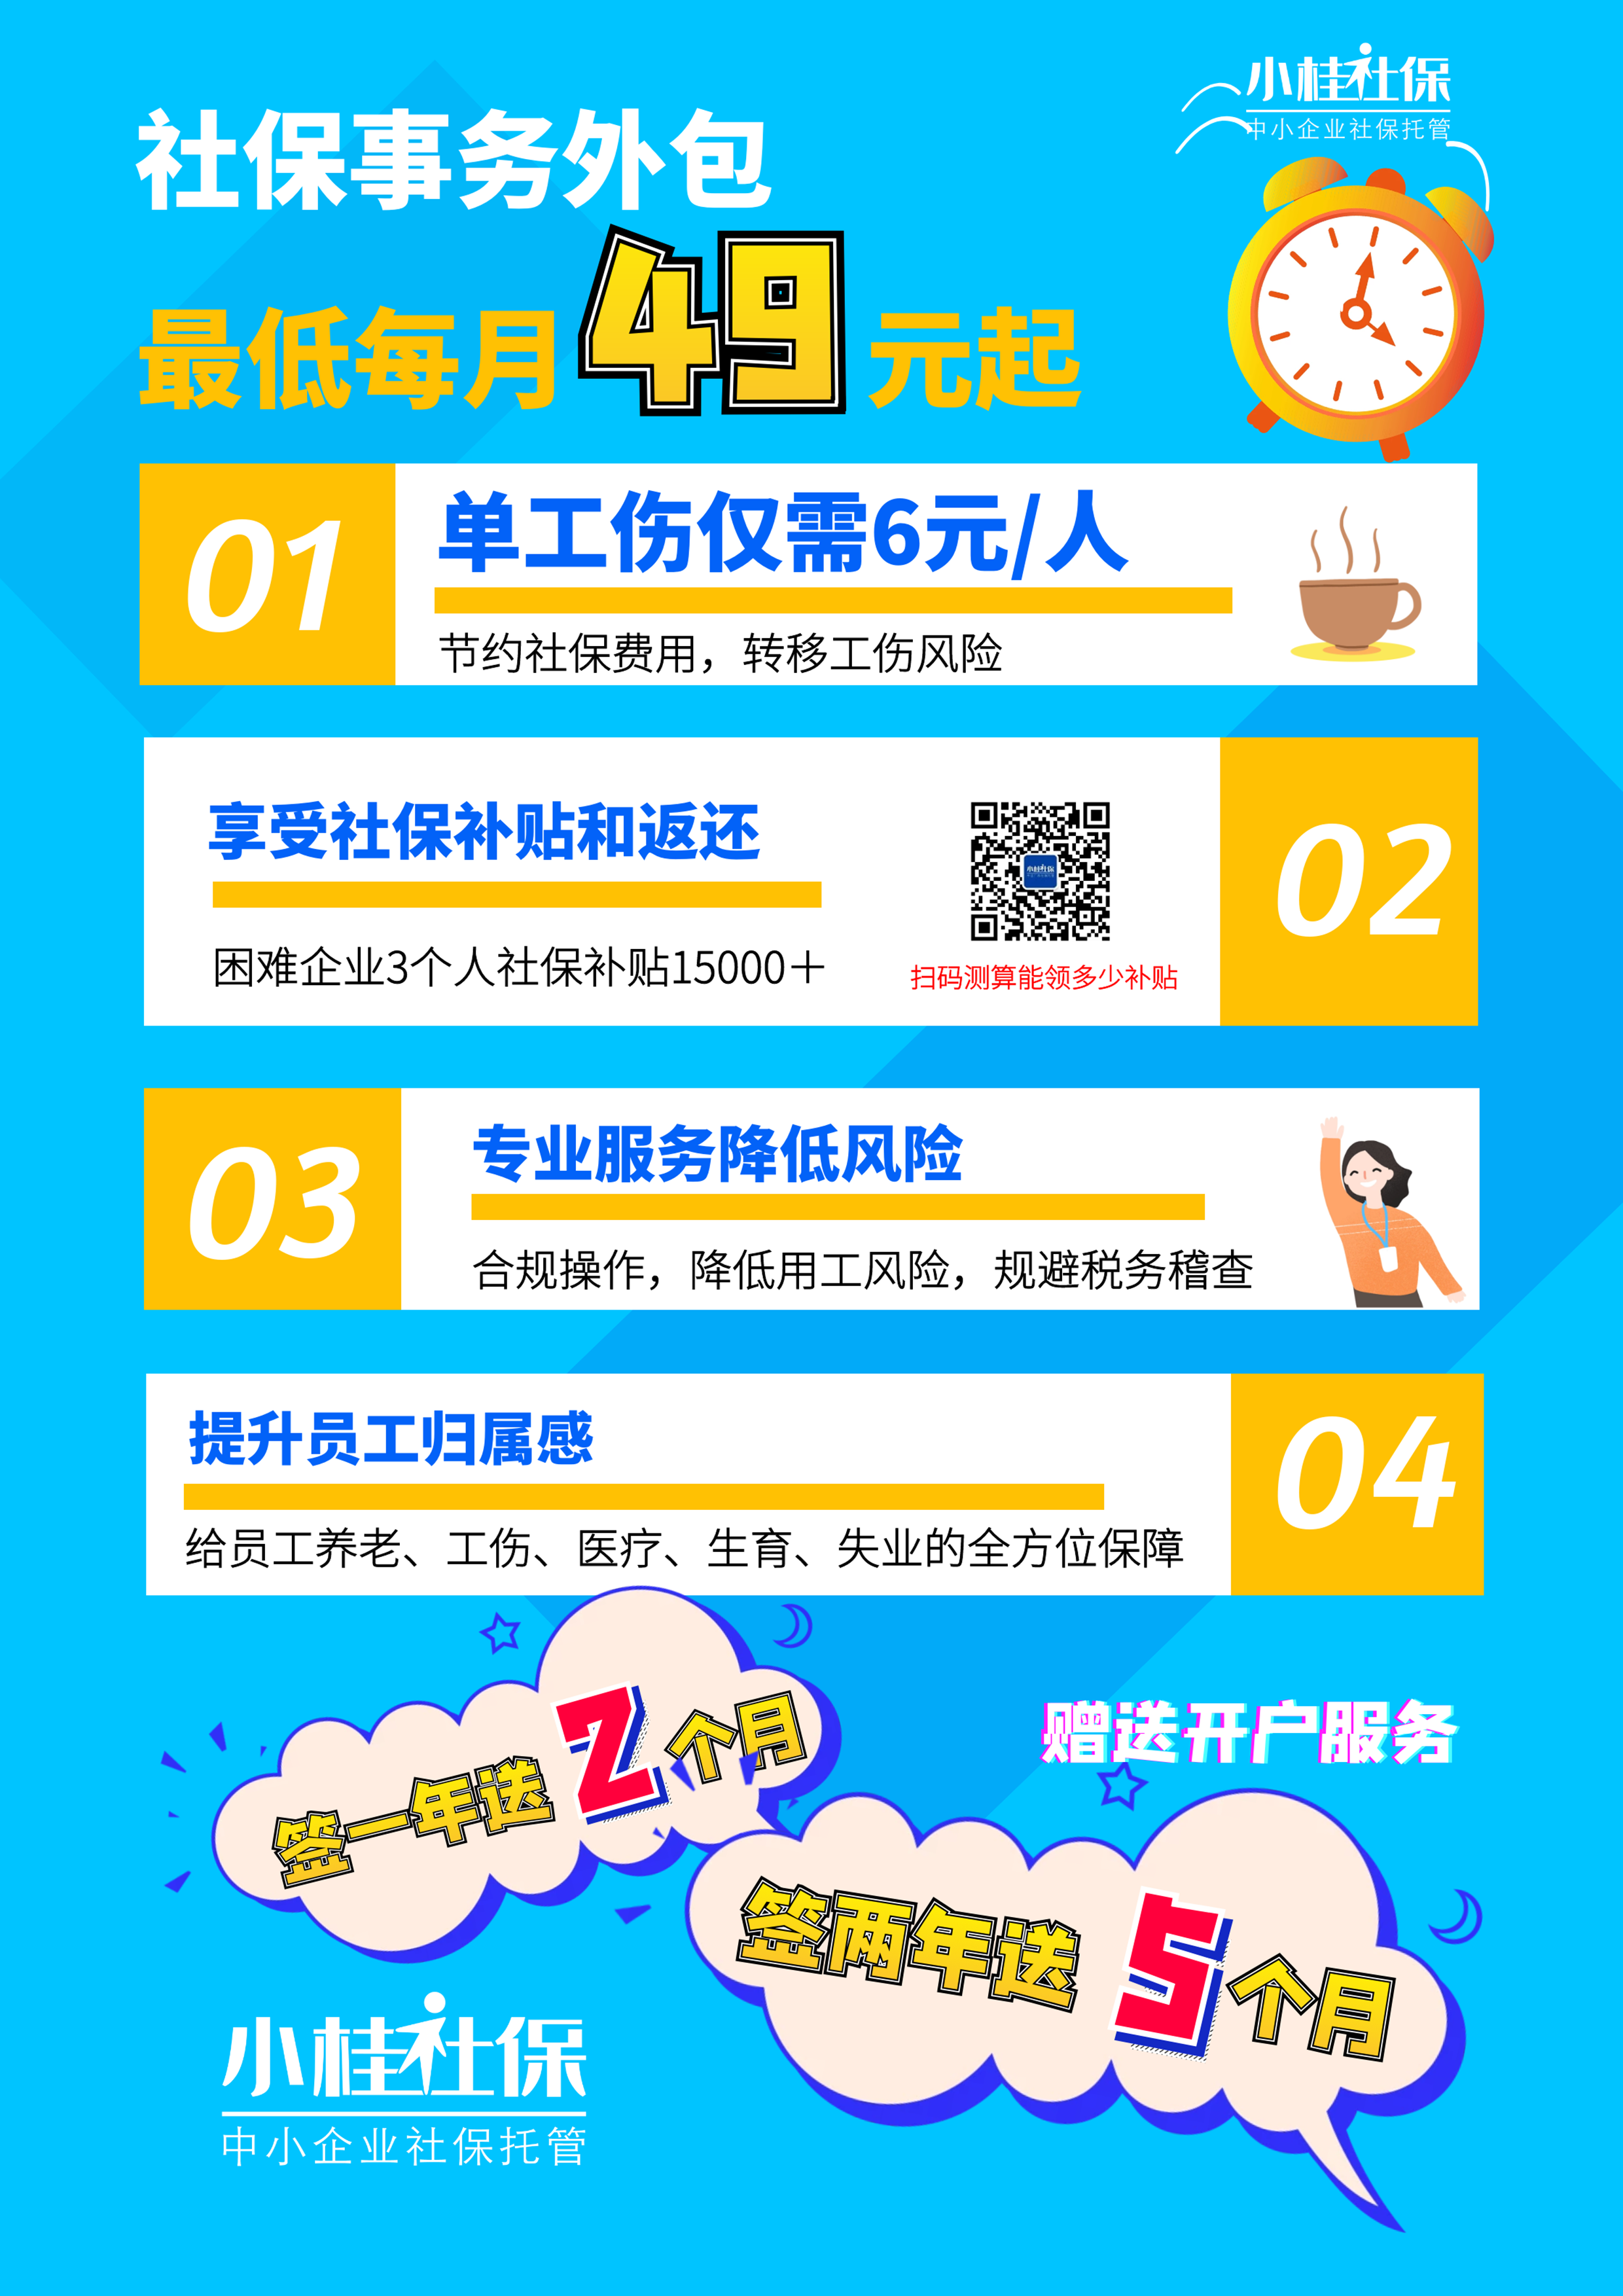 小桂社保
中小企业社保托管
社保事务外包
最低每月49元起
01
单工伤仅需6元/人
节约社保费用，转移工伤风险
享受社保补贴和返还
困难企业3个人社保补贴15000＋
小桂社保
扫码测算能领多少补贴
02
03
专业服务降低风险
合规操作，降低用工风险，规避税务稽查
提升员工归属感
给员工养老、工伤、医疗、生育、失业的全方位保障
04
签一年送2个月
赠送开户服务
签两年送5个月
小桂社保
中小企业社保托管